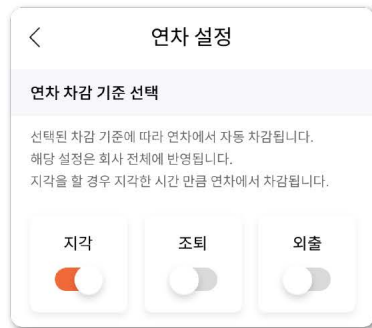 연차 설정
연차 차감 기준 선택
선택된 차감 기준에 따라 연차에서 자동 차감됩니다.
해당 설정은 회사 전체에 반영됩니다.
지각을 할 경우 지각한 시간 만큼 연차에서 차감됩니다.
지각 조퇴 외출